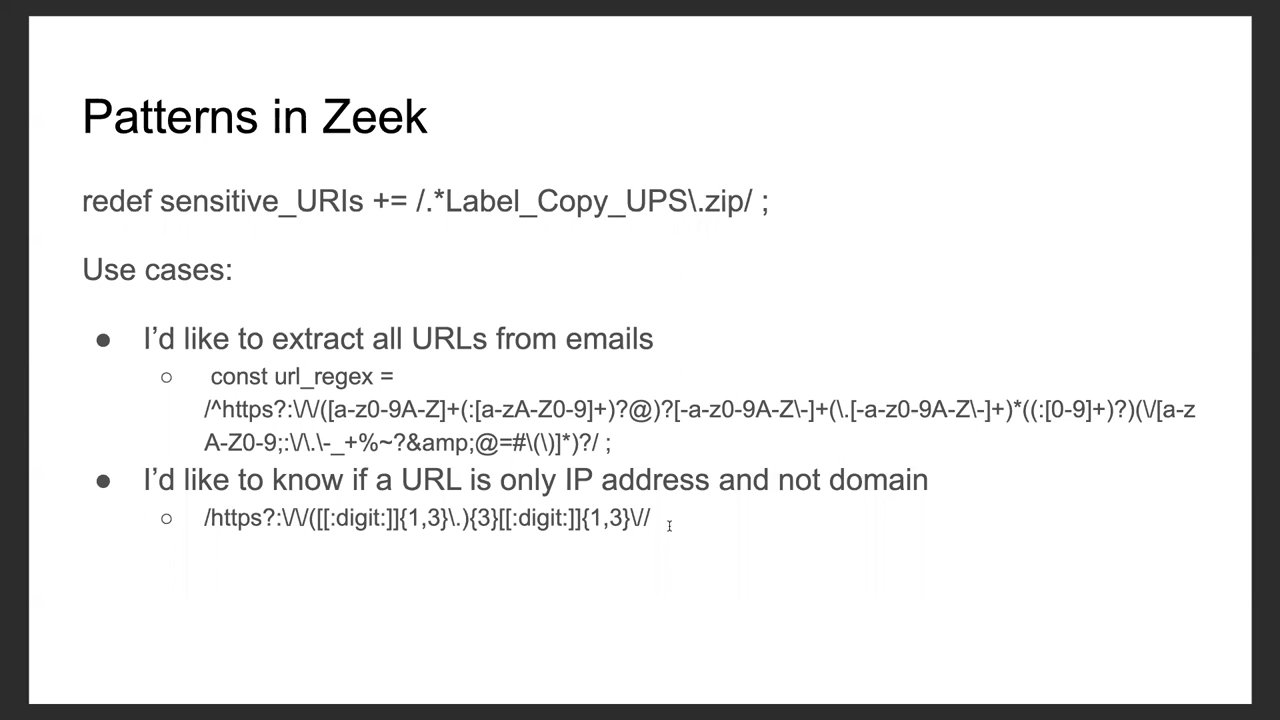 Patterns in Zeek
redef sensitive_URIs += /.*Label_Copy_UPS\.zip/ ;
Use cases:
● I’d like to extract all URLs from emails
○ const url_regex =
/^https?:\/\/([a-z0-9A-Z]+(:[a-zA-Z0-9]+)?@)?[-a-z0-9A-Z\-]+(\.[-a-z0-9A-Z\-]+)*((:[0-9]+)?)(\/[a-z
A-Z0-9;:\/\.\-_+%~?&amp;@=#\(\)]*)?/ ;
● I’d like to know if a URL is only IP address and not domain
○ /https?:\/\/([[:digit:]]{1,3}\.){3}[[:digit:]]{1,3}\//